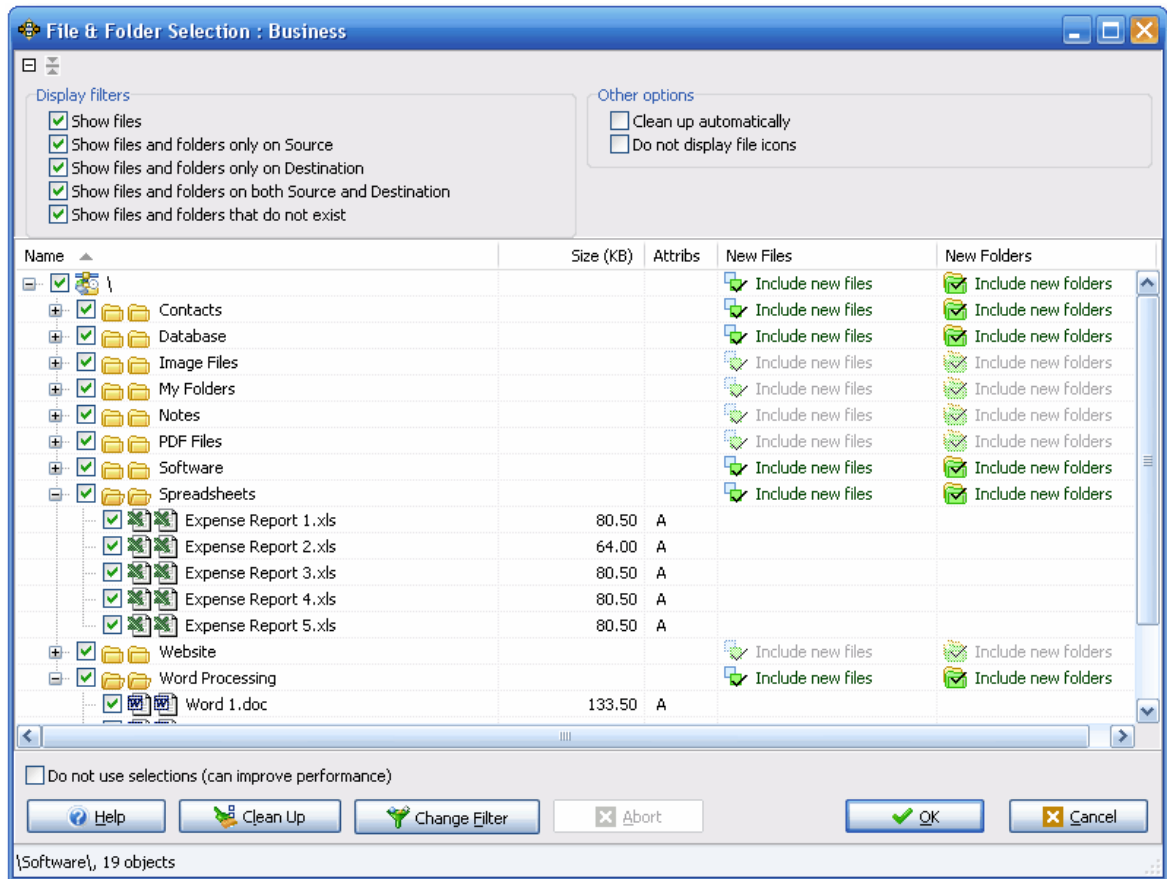 File & Folder Selection : Business
Display filters
Show files
Show files and folders only on Source
Show files and folders only on Destination
Show files and folders on both Source and Destination
Show files and folders that do not exist
Other options
Clean up automatically
Do not display file icons
Name Size (KB) Attribs New Files New Folders
\ Include new files Include new folders
Contacts Include new files Include new folders
Database Include new files Include new folders
Image Files Include new files Include new folders
My Folders Include new files Include new folders
Notes Include new files Include new folders
PDF Files Include new files Include new folders
Software Include new files Include new folders
Spreadsheets Include new files Include new folders
Expense Report 1.xls 80.50 A
Expense Report 2.xls 64.00 A
Expense Report 3.xls 80.50 A
Expense Report 4.xls 80.50 A
Expense Report 5.xls 80.50 A
Website Include new files Include new folders
Word Processing Include new files Include new folders
Word 1.doc 133.50 A
Do not use selections (can improve performance)
Help Clean Up Change Filter Abort OK Cancel
\Software\, 19 objects